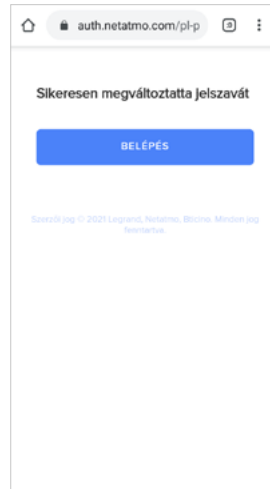 auth.netatmo.com/pl-p
Sikeresen megváltoztatta jelszavát
BELÉPÉS
Szerzői jog © 2021 Legrand, Netatmo, Bticino. Minden jog
fenntartva.